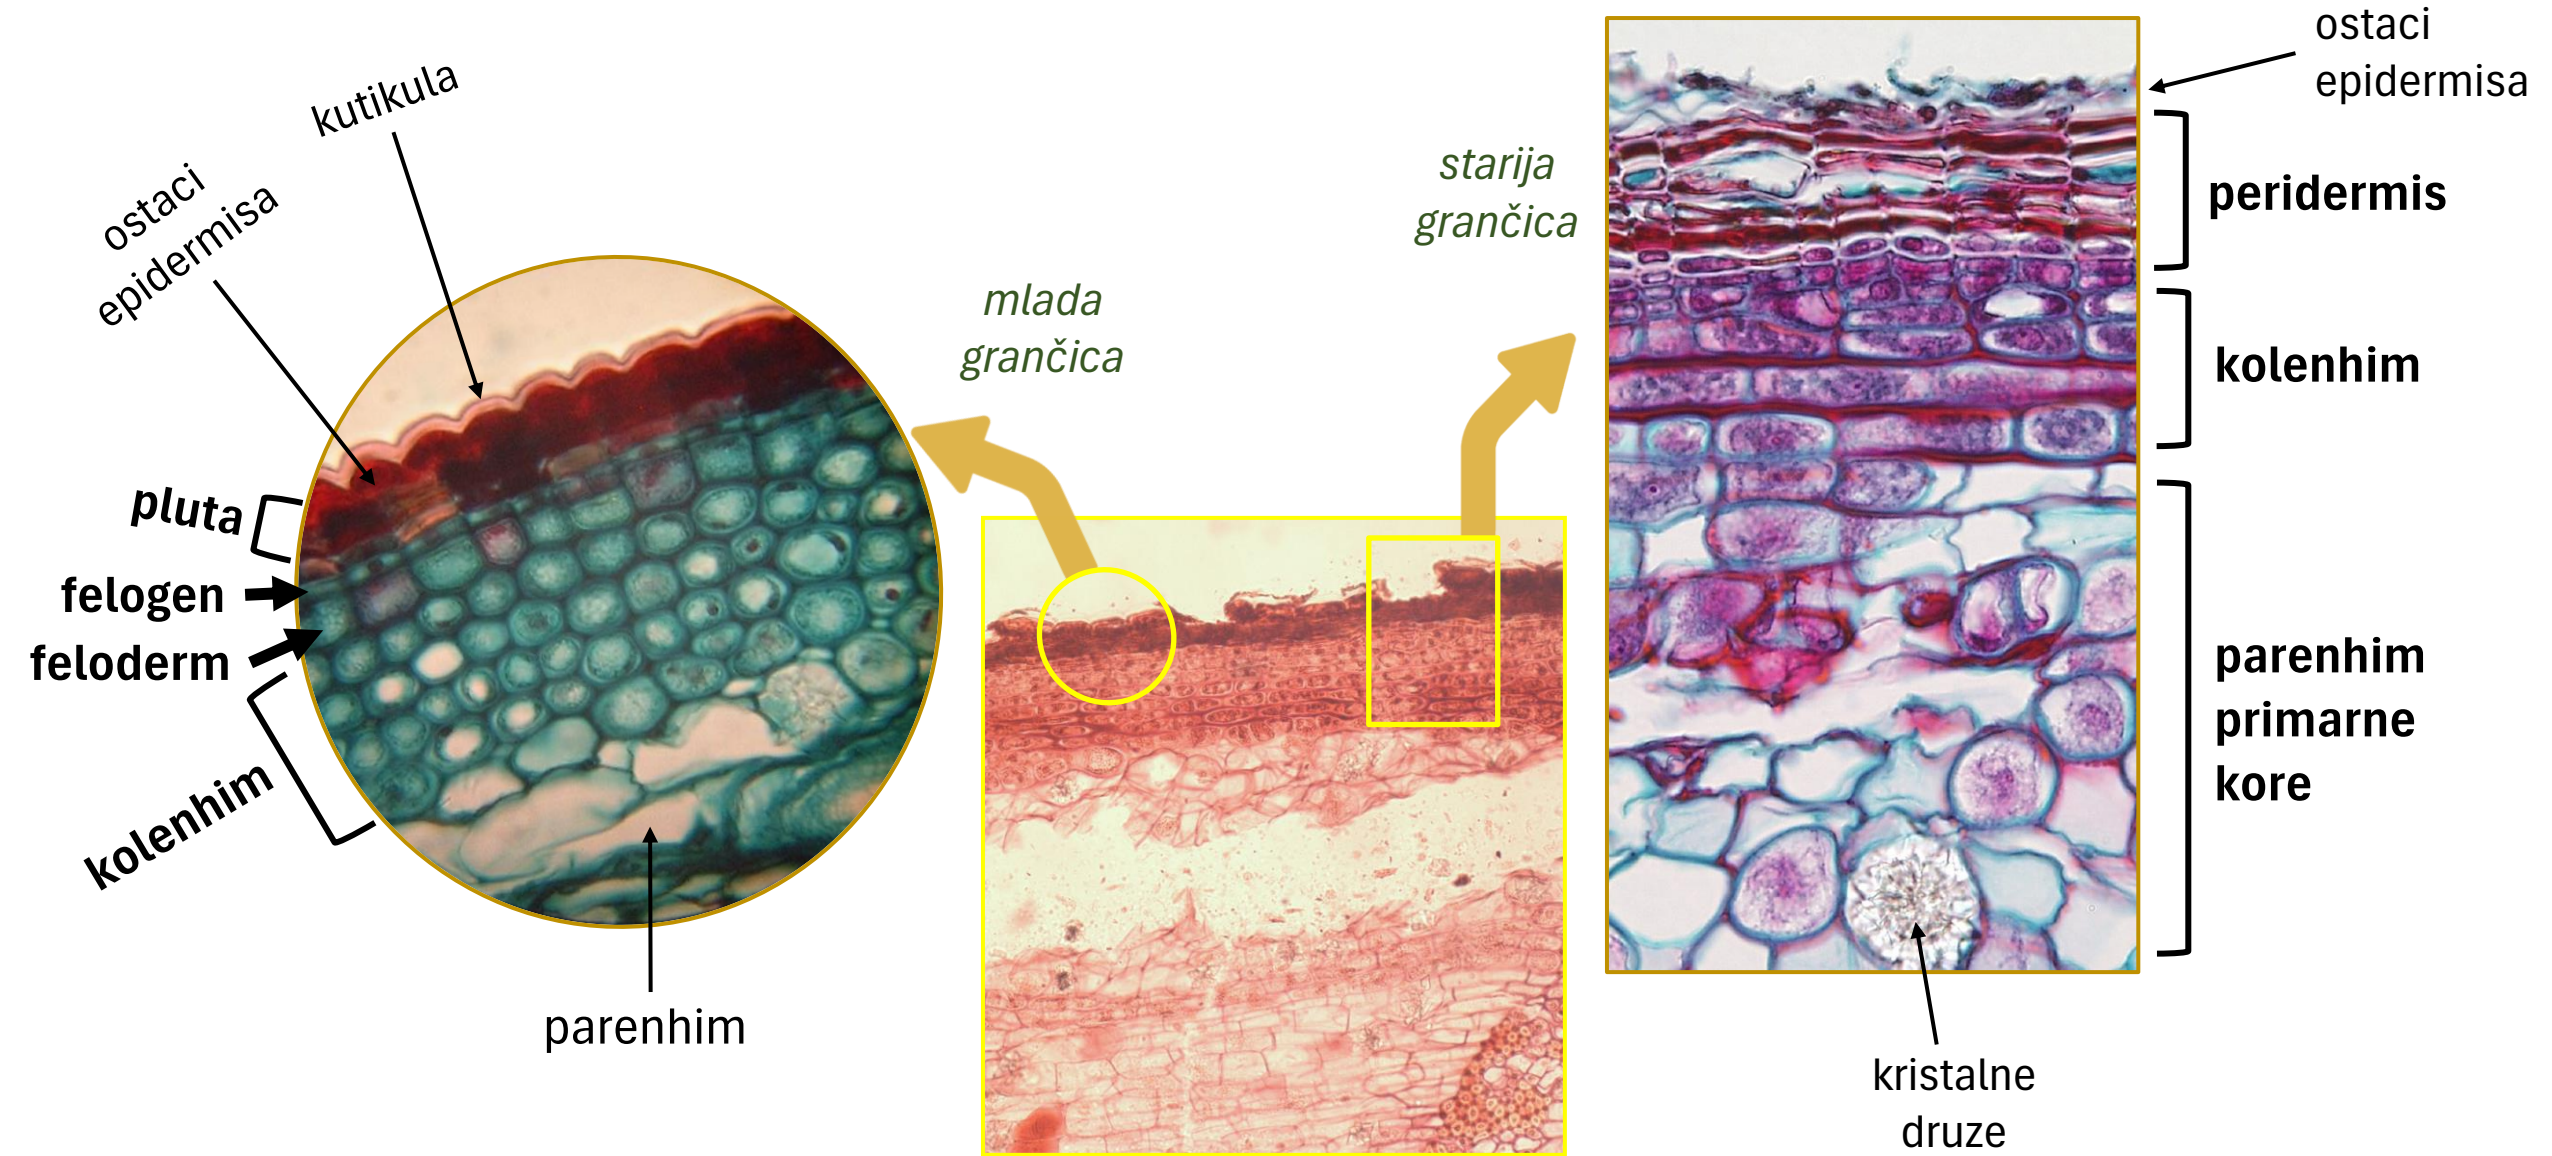 kutikula
ostaci
epidermisa
pluta
felogen
feloderm
kolenhim
parenhim
mlada
grančica
starija
grančica
ostaci
epidermisa
peridermis
kolenhim
parenhim
primarne
kore
kristalne
druze